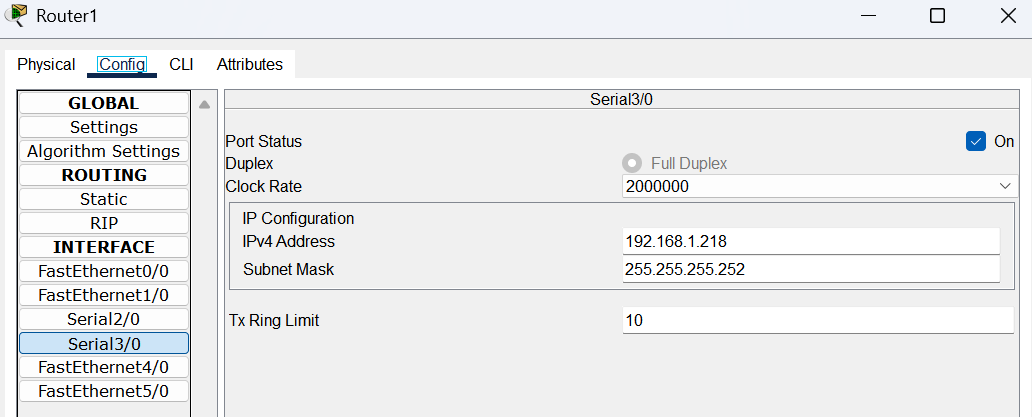 Router1
Physical Config CLI Attributes
GLOBAL
Settings
Algorithm Settings
ROUTING
Static
RIP
INTERFACE
FastEthernet0/0
FastEthernet1/0
Serial2/0
Serial3/0
FastEthernet4/0
FastEthernet5/0
Serial3/0
Port Status On
Duplex Full Duplex
Clock Rate 2000000
IP Configuration
IPv4 Address 192.168.1.218
Subnet Mask 255.255.255.252
Tx Ring Limit 10